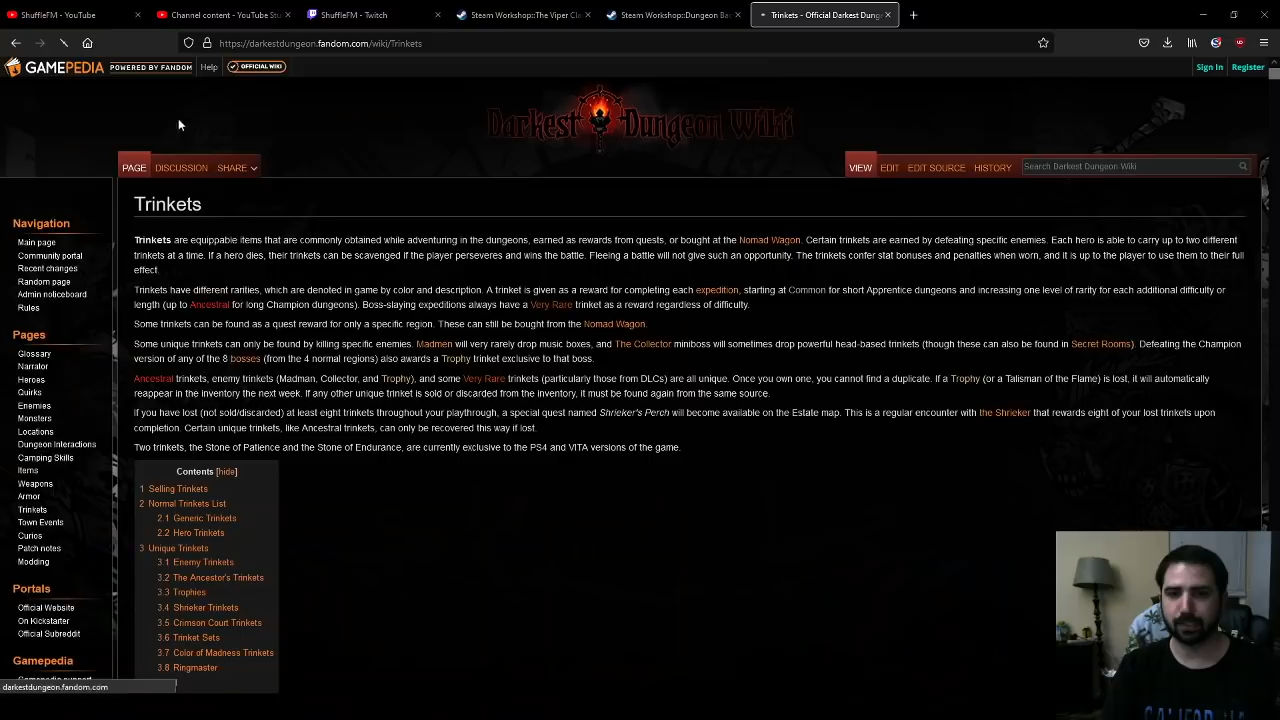 ShuffleFM - YouTube
Channel content - YouTube Stu
ShuffleFM - Twitch
Steam Workshop::The Viper Cla
Steam Workshop::Dungeon Bac
Trinkets - Official Darkest Dung
https://darkestdungeon.fandom.com/wiki/Trinkets
GAMEPEDIA POWERED BY FANDOM Help OFFICIAL WIKI
Sign In Register
Darkest Dungeon Wiki
PAGE DISCUSSION SHARE
VIEW EDIT EDIT SOURCE HISTORY Search Darkest Dungeon Wiki
Navigation
Main page
Community portal
Recent changes
Random page
Admin noticeboard
Rules
Pages
Glossary
Narrator
Heroes
Quirks
Enemies
Monsters
Locations
Dungeon Interactions
Camping Skills
Items
Weapons
Armor
Trinkets
Town Events
Curios
Patch notes
Modding
Portals
Official Website
On Kickstarter
Official Subreddit
Gamepedia
Gamepedia support
darkestdungeon.fandom.com
Trinkets
Trinkets are equippable items that are commonly obtained while adventuring in the dungeons, earned as rewards from quests, or bought at the Nomad Wagon. Certain trinkets are earned by defeating specific enemies. Each hero is able to carry up to two different
trinkets at a time. If a hero dies, their trinkets can be scavenged if the player perseveres and wins the battle. Fleeing a battle will not give such an opportunity. The trinkets confer stat bonuses and penalties when worn, and it is up to the player to use them to their full
effect.
Trinkets have different rarities, which are denoted in game by color and description. A trinket is given as a reward for completing each expedition, starting at Common for short Apprentice dungeons and increasing one level of rarity for each additional difficulty or
length (up to Ancestral for long Champion dungeons). Boss-slaying expeditions always have a Very Rare trinket as a reward regardless of difficulty.
Some trinkets can be found as a quest reward for only a specific region. These can still be bought from the Nomad Wagon.
Some unique trinkets can only be found by killing specific enemies. Madmen will very rarely drop music boxes, and The Collector miniboss will sometimes drop powerful head-based trinkets (though these can also be found in Secret Rooms). Defeating the Champion
version of any of the 8 bosses (from the 4 normal regions) also awards a Trophy trinket exclusive to that boss.
Ancestral trinkets, enemy trinkets (Madman, Collector, and Trophy), and some Very Rare trinkets (particularly those from DLCs) are all unique. Once you own one, you cannot find a duplicate. If a Trophy (or a Talisman of the Flame) is lost, it will automatically
reappear in the inventory the next week. If any other unique trinket is sold or discarded from the inventory, it must be found again from the same source.
If you have lost (not sold/discarded) at least eight trinkets throughout your playthrough, a special quest named Shrieker's Perch will become available on the Estate map. This is a regular encounter with the Shrieker that rewards eight of your lost trinkets upon
completion. Certain unique trinkets, like Ancestral trinkets, can only be recovered this way if lost.
Two trinkets, the Stone of Patience and the Stone of Endurance, are currently exclusive to the PS4 and VITA versions of the game.
Contents [hide]
1 Selling Trinkets
2 Normal Trinkets List
2.1 Generic Trinkets
2.2 Hero Trinkets
3 Unique Trinkets
3.1 Enemy Trinkets
3.2 The Ancestor's Trinkets
3.3 Trophies
3.4 Shrieker Trinkets
3.5 Crimson Court Trinkets
3.6 Trinket Sets
3.7 Color of Madness Trinkets
3.8 Ringmaster